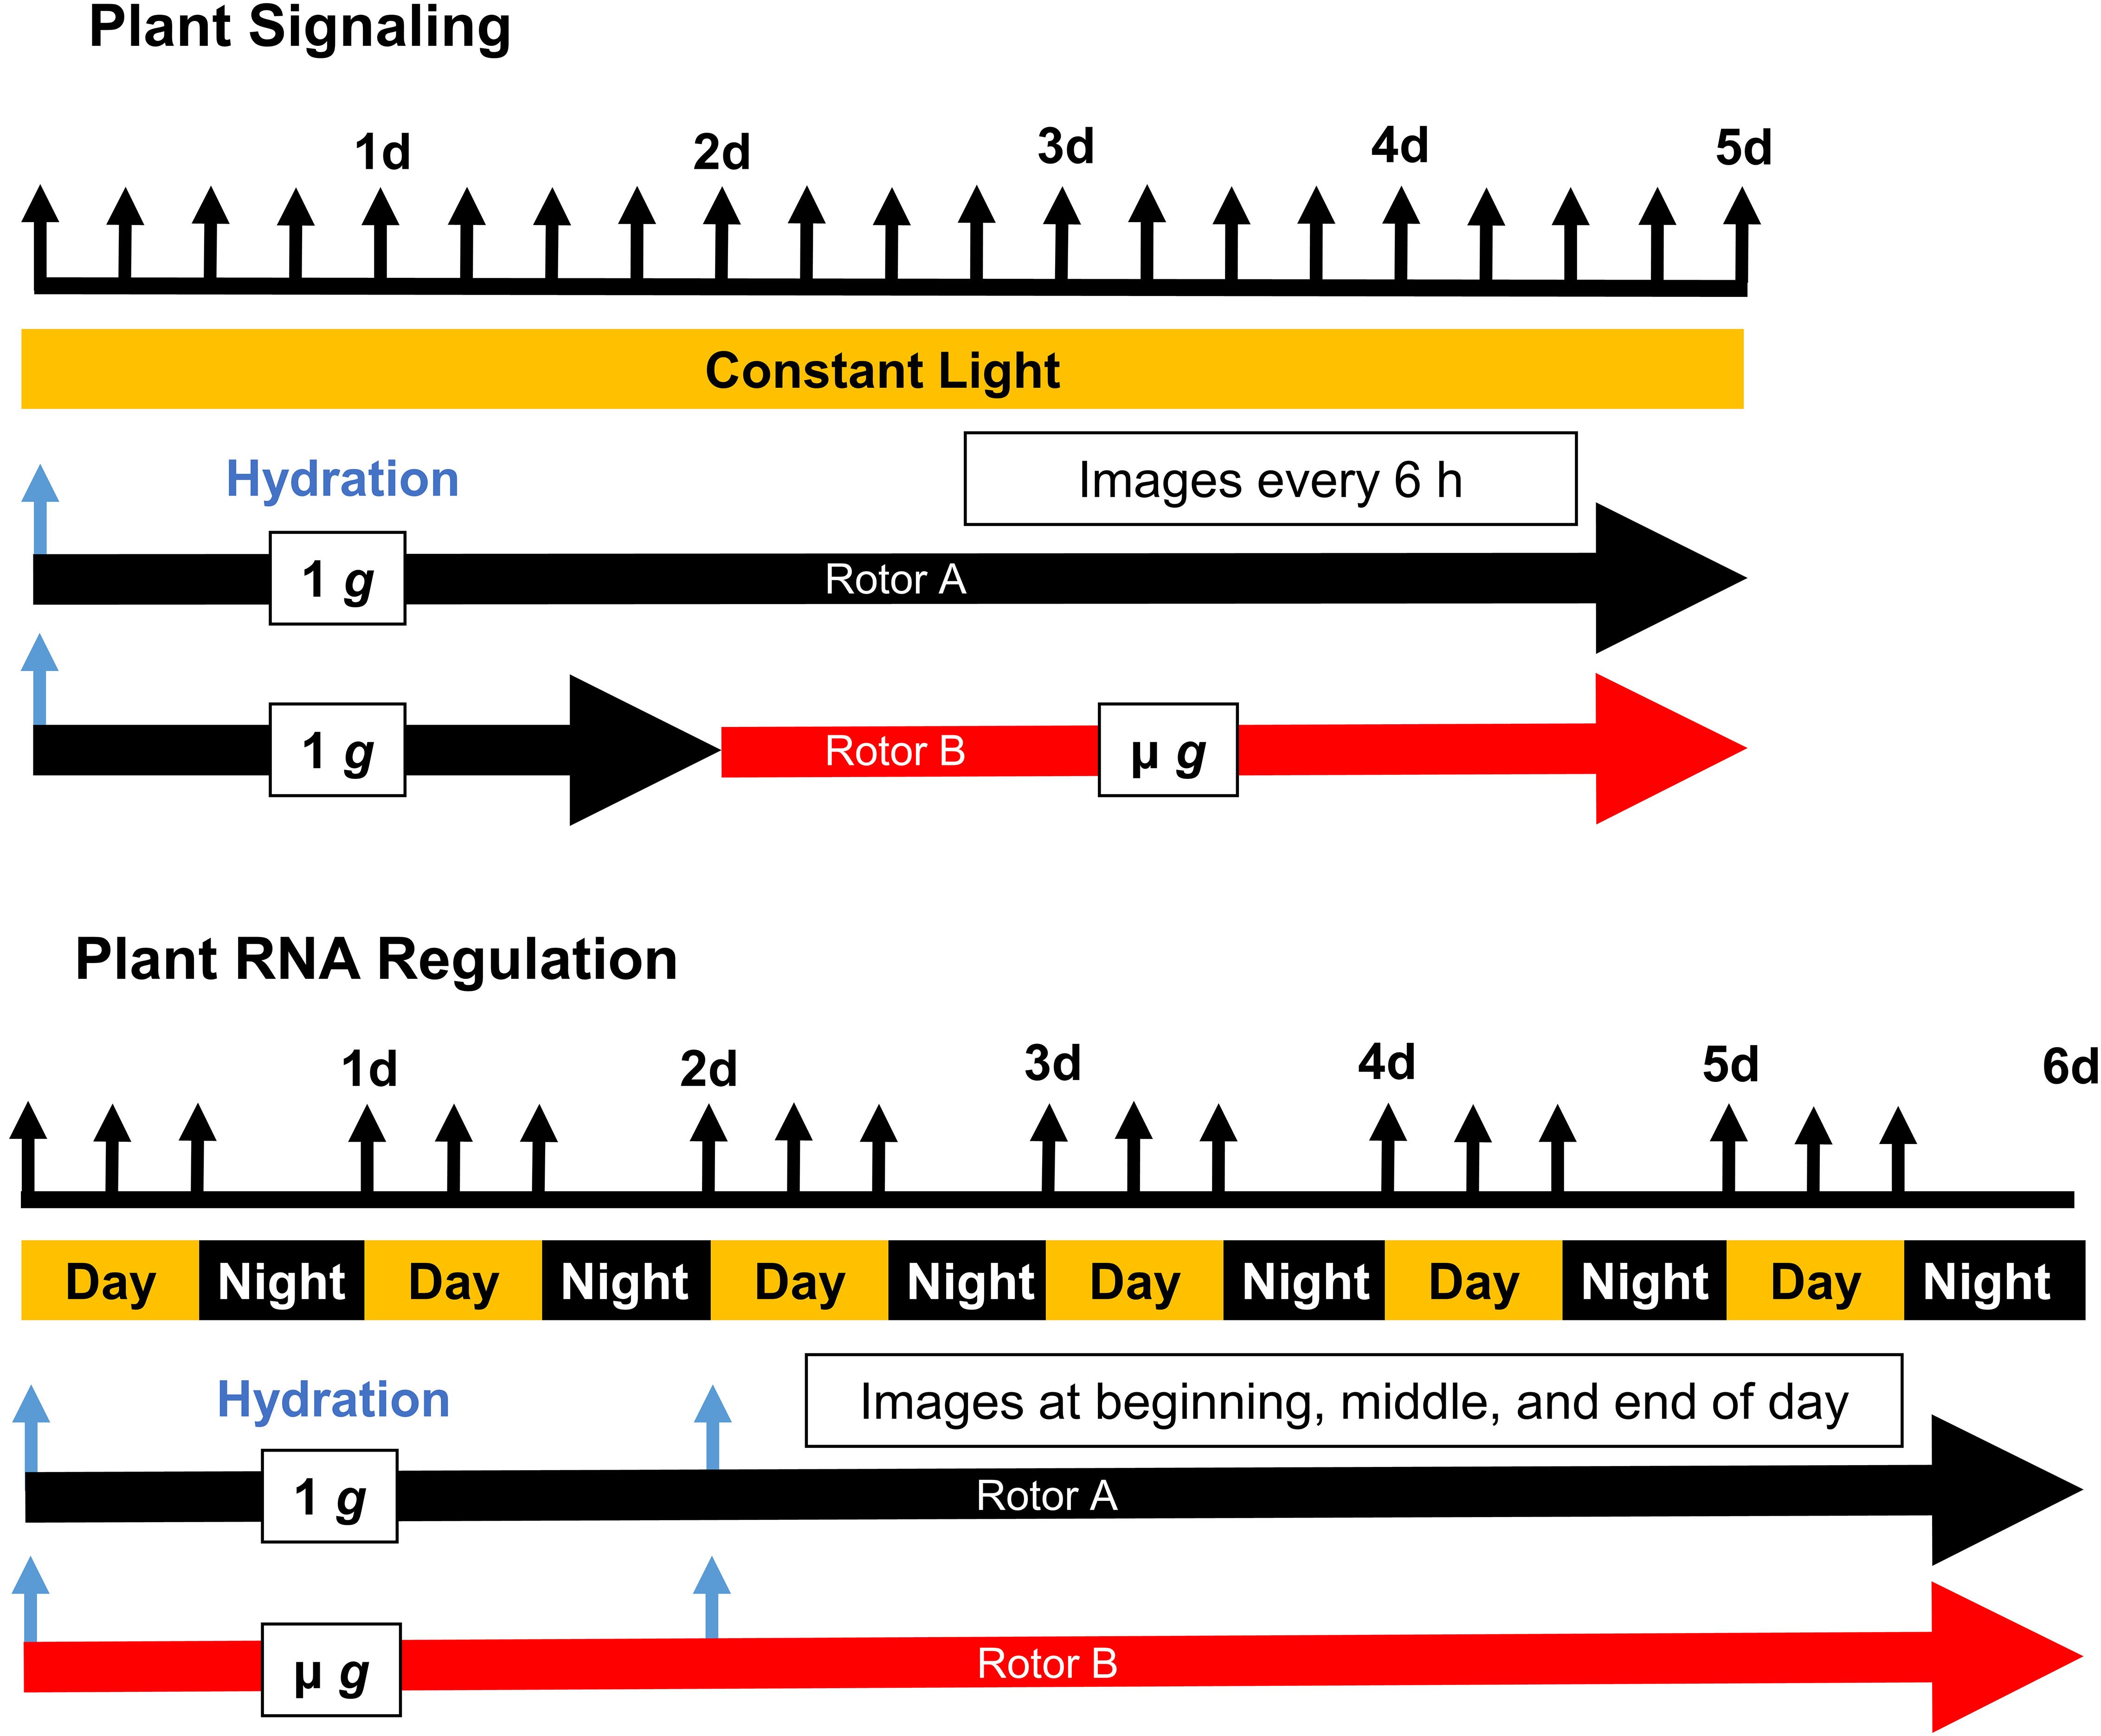 Plant Signaling
1d 2d 3d 4d 5d
Constant Light
Hydration
Images every 6 h
1 g
Rotor A
1 g
Rotor B
µ g
Plant RNA Regulation
1d 2d 3d 4d 5d 6d
Day Night Day Night Day Night Day Night Day Night Day Night
Hydration
Images at beginning, middle, and end of day
1 g
Rotor A
µ g
Rotor B